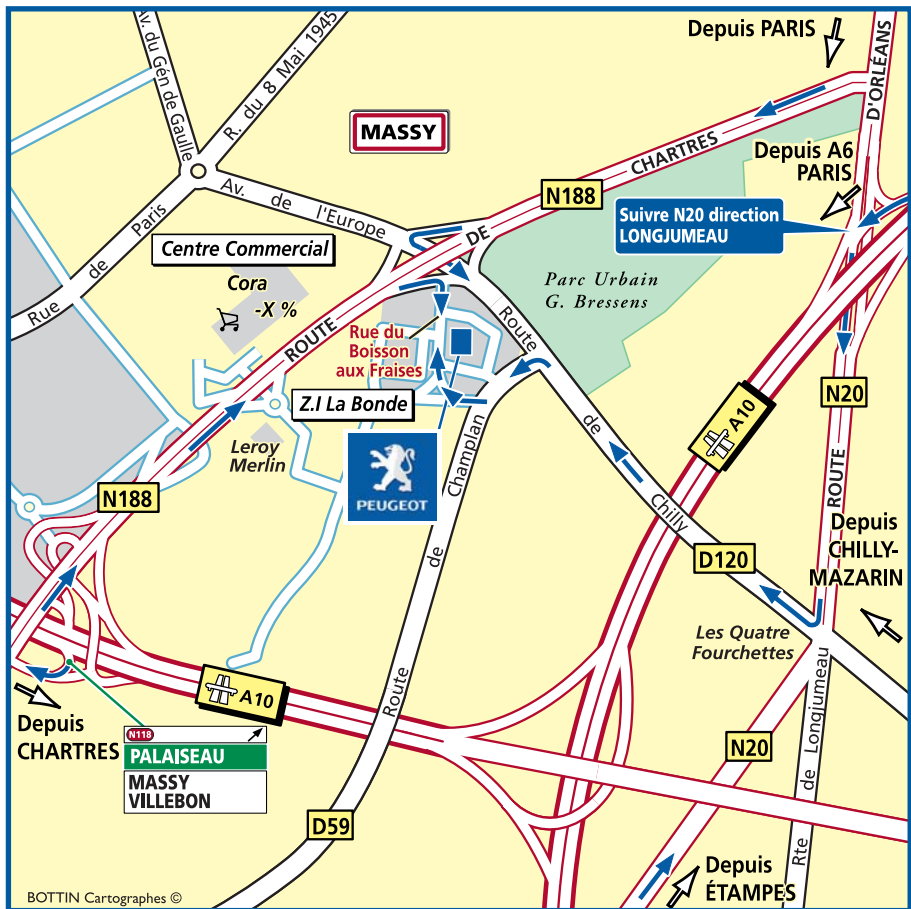 Depuis PARIS
Av. du Gén de Gaulle
R. du 8 Mai 1945
D'ORLÉANS
MASSY
CHARTRES
Depuis A6
PARIS
N188
Av. de l'Europe
DE
Suivre N20 direction
LONGJUMEAU
Rue de Paris
Centre Commercial
Cora
-X %
Parc Urbain
G. Bressens
ROUTE
Rue du
Boisson
aux Fraises
Route de Chilly
N20
A10
Z.I La Bonde
Leroy
Merlin
PEUGEOT
Route de Champlan
N188
ROUTE
Depuis
CHILLY-
MAZARIN
D120
Les Quatre
Fourchettes
A10
Depuis
CHARTRES
N118
PALAISEAU
MASSY
VILLEBON
N20
Rte de Longjumeau
D59
Depuis
ÉTAMPES
BOTTIN Cartographes ©